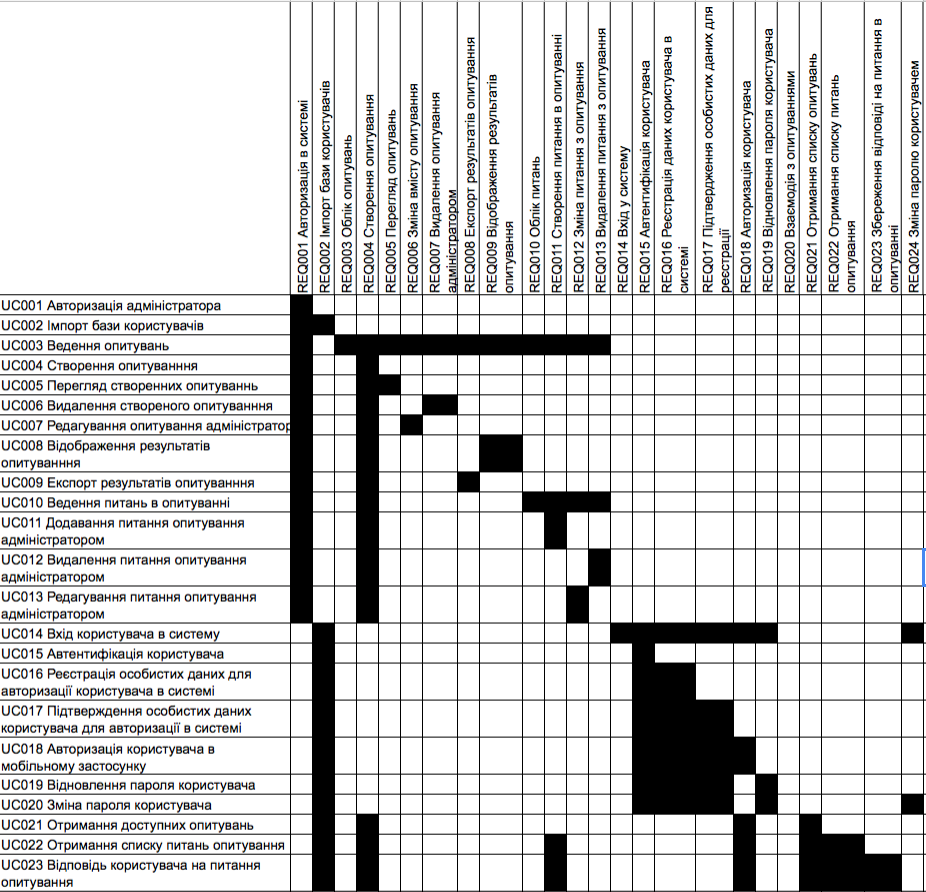 REQ001 Авторизація в системі
REQ002 Імпорт бази користувачів
REQ003 Облік опитувань
REQ004 Створення опитування
REQ005 Перегляд опитувань
REQ006 Зміна вмісту опитування
REQ007 Видалення опитування
адміністратором
REQ008 Експорт результатів опитування
REQ009 Відображення результатів
опитування
REQ010 Облік питань
REQ011 Створення питання в опитуванні
REQ012 Зміна питання з опитування
REQ013 Видалення питання з опитування
REQ014 Вхід у систему
REQ015 Автентифікація користувача
REQ016 Реєстрація даних користувача в
системі
REQ017 Підтвердження особистих даних для
реєстрації
REQ018 Авторизація користувача
REQ019 Відновлення пароля користувача
REQ020 Взаємодія з опитуваннями
REQ021 Отримання списку опитувань
REQ022 Отримання списку питань
опитування
REQ023 Збереження відповіді на питання в
опитуванні
REQ024 Зміна паролю користувачем
UC001 Авторизація адміністратора
UC002 Імпорт бази користувачів
UC003 Ведення опитувань
UC004 Створення опитуванння
UC005 Перегляд створенних опитуваннь
UC006 Видалення створеного опитуванння
UC007 Редагування опитування адміністратор
UC008 Відображення результатів
опитуванння
UC009 Експорт результатів опитуванння
UC010 Ведення питань в опитуванні
UC011 Додавання питання опитування
адміністратором
UC012 Видалення питання опитування
адміністратором
UC013 Редагування питання опитування
адміністратором
UC014 Вхід користувача в систему
UC015 Автентифікація користувача
UC016 Реєстрація особистих даних для
авторизації користувача в системі
UC017 Підтверждення особистих даних
користувача для авторизації в системі
UC018 Авторизація користувача в
мобільному застосунку
UC019 Відновлення пароля користувача
UC020 Зміна пароля користувача
UC021 Отримання доступних опитувань
UC022 Отримання списку питань опитування
UC023 Відповідь користувача на питання
опитування